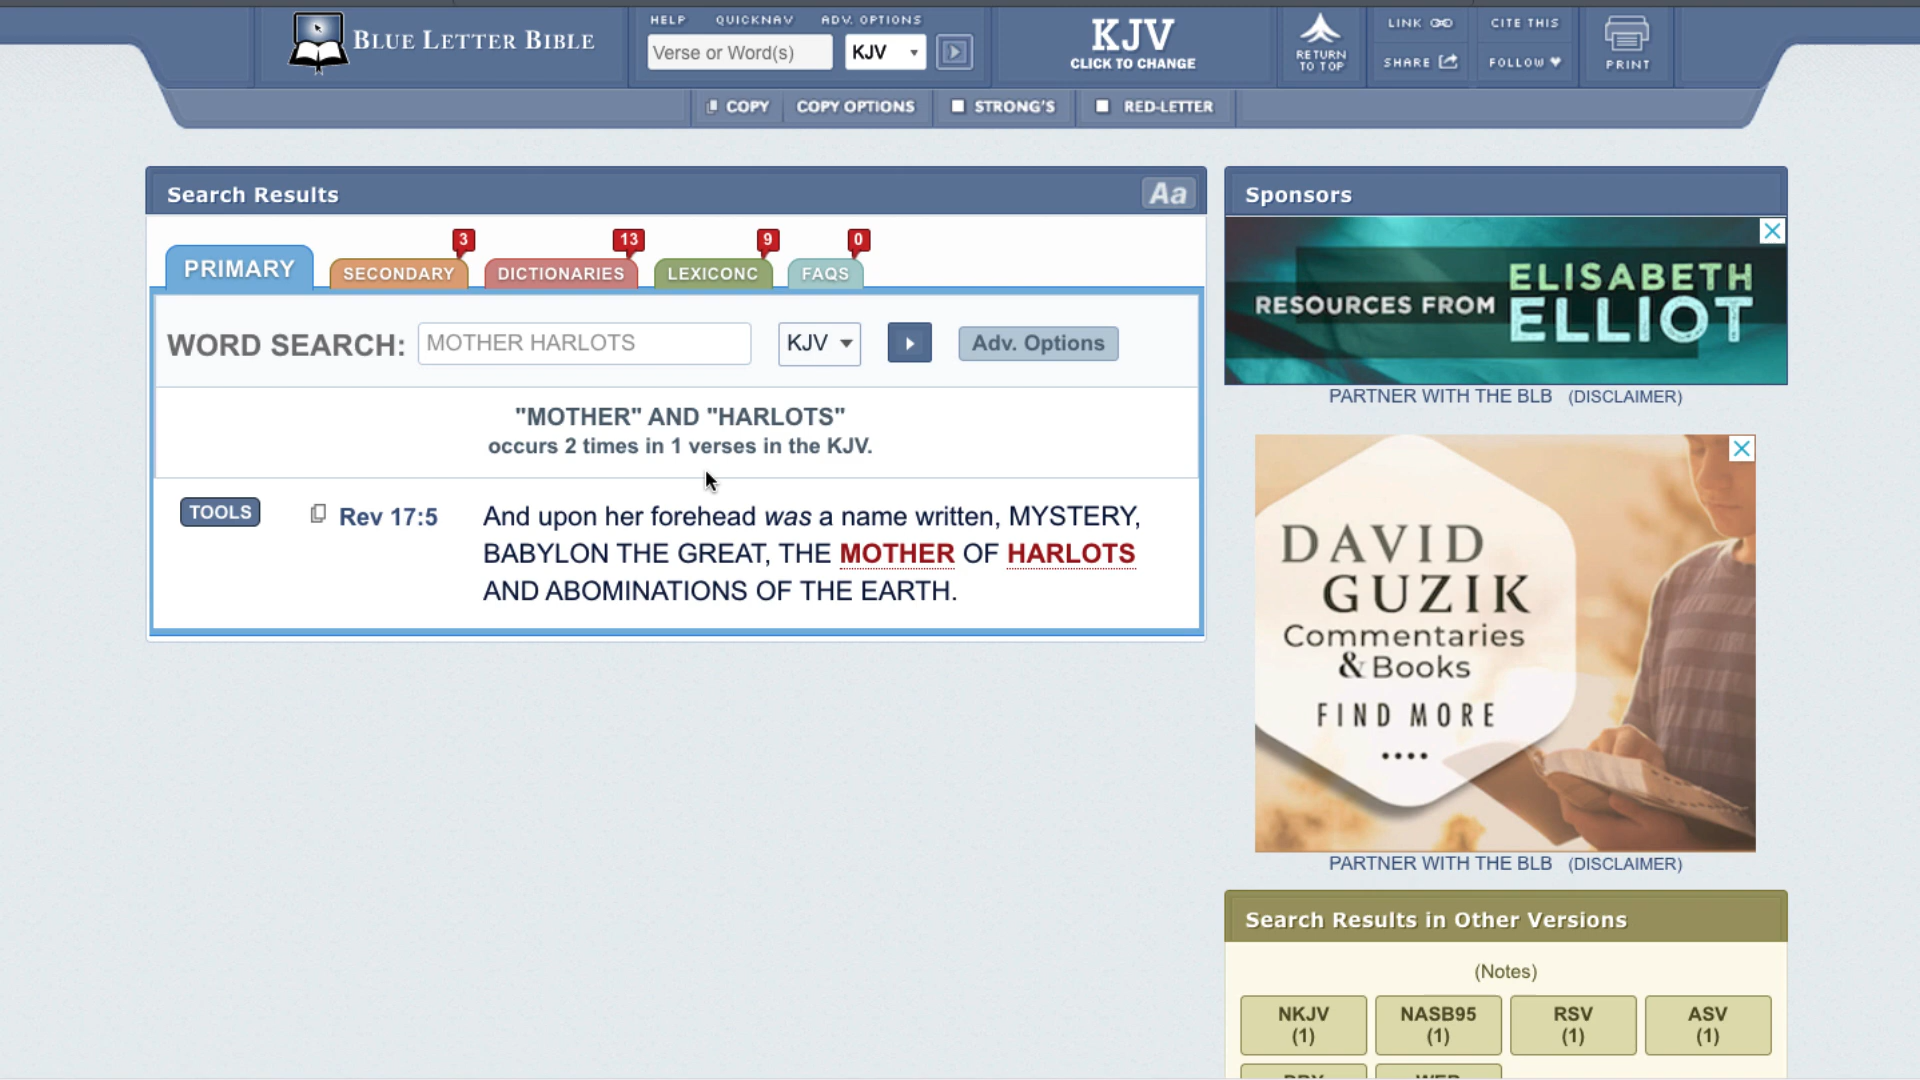 HELP QUICKNAV ADV. OPTIONS
BLUE LETTER BIBLE
Verse or Word(s) KJV
KJV
CLICK TO CHANGE
RETURN
TO TOP
LINK CITE THIS
SHARE FOLLOW
PRINT
COPY COPY OPTIONS STRONG'S RED-LETTER
Search Results Aa
3 13 9 0
PRIMARY SECONDARY DICTIONARIES LEXICONC FAQS
WORD SEARCH: MOTHER HARLOTS KJV Adv. Options
"MOTHER" AND "HARLOTS"
occurs 2 times in 1 verses in the KJV.
TOOLS Rev 17:5 And upon her forehead was a name written, MYSTERY,
BABYLON THE GREAT, THE MOTHER OF HARLOTS
AND ABOMINATIONS OF THE EARTH.
Sponsors
RESOURCES FROM ELISABETH
ELLIOT
PARTNER WITH THE BLB (DISCLAIMER)
DAVID
GUZIK
Commentaries
& Books
FIND MORE
PARTNER WITH THE BLB (DISCLAIMER)
Search Results in Other Versions
(Notes)
NKJV NASB95 RSV ASV
(1) (1) (1) (1)